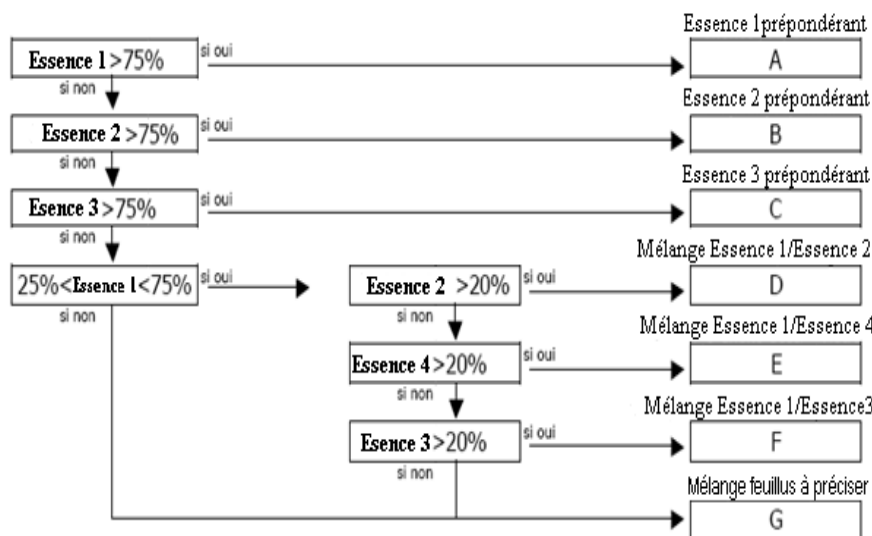 Essence 1 prépondérant
Essence 1 >75%
si oui
A
si non
Essence 2 prépondérant
Essence 2 >75%
si oui
B
si non
Essence 3 prépondérant
Esence 3 >75%
si oui
C
si non
Mélange Essence 1/Essence 2
25%<Essence 1<75%
si oui
Essence 2 >20%
si oui
D
si non
si non
Mélange Essence 1/Essence 4
Essence 4 >20%
si oui
E
si non
Mélange Essence 1/Essence3
Esence 3 >20%
si oui
F
si non
Mélange feuillus à préciser
G